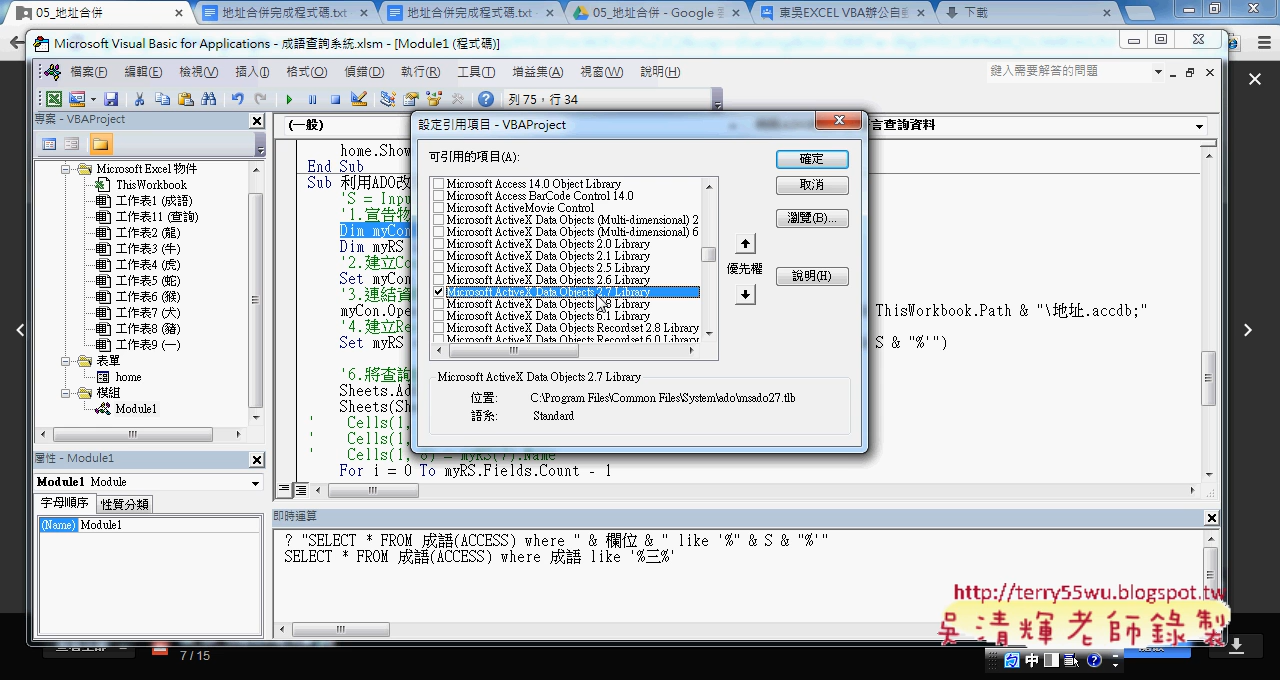 05_地址合併
地址合併完成程式碼.txt
地址合併完成程式碼.txt
05_地址合併 - Google
東吳EXCEL VBA辦公自動
下載
Microsoft Visual Basic for Applications - 成語查詢系統.xlsm - [Module1 (程式碼)]
檔案(F) 編輯(E) 檢視(V) 插入(I) 格式(O) 偵錯(D) 執行(R) 工具(T) 增益集(A) 視窗(W) 說明(H)
鍵入需要解答的問題
列 75，行 34
專案 - VBAProject
Microsoft Excel 物件
ThisWorkbook
工作表1 (成語)
工作表11 (查詢)
工作表2 (龍)
工作表3 (牛)
工作表4 (虎)
工作表5 (蛇)
工作表6 (猴)
工作表7 (犬)
工作表8 (豬)
工作表9 (一)
表單
home
模組
Module1
屬性 - Module1
Module1 Module
字母順序 性質分類
(Name) Module1
(一般)
言查詢資料
home.Show
End Sub
Sub 利用ADO改
'S = Inpu
'1.宣告物
Dim myCon
Dim myRS
'2.建立Co
Set myCon
'3.連結資
myCon.Ope
ThisWorkbook.Path & "\地址.accdb;"
'4.建立Re
Set myRS
S & "%'")
'6.將查詢
Sheets.Ad
Sheets(Sh
' Cells(1,
' Cells(1,
' Cells(1, 8) = myRS(7).Name
For i = 0 To myRS.Fields.Count - 1
設定引用項目 - VBAProject
可引用的項目(A):
Microsoft Access 14.0 Object Library
Microsoft Access BarCode Control 14.0
Microsoft ActiveMovie Control
Microsoft ActiveX Data Objects (Multi-dimensional) 2
Microsoft ActiveX Data Objects (Multi-dimensional) 6
Microsoft ActiveX Data Objects 2.0 Library
Microsoft ActiveX Data Objects 2.1 Library
Microsoft ActiveX Data Objects 2.5 Library
Microsoft ActiveX Data Objects 2.6 Library
Microsoft ActiveX Data Objects 2.7 Library
Microsoft ActiveX Data Objects 2.8 Library
Microsoft ActiveX Data Objects 6.1 Library
Microsoft ActiveX Data Objects Recordset 2.8 Library
Microsoft ActiveX Data Objects Recordset 6.0 Library
確定
取消
瀏覽(B)...
優先權
說明(H)
Microsoft ActiveX Data Objects 2.7 Library
位置: C:\Program Files\Common Files\System\ado\msado27.tlb
語系: Standard
即時運算
? "SELECT * FROM 成語(ACCESS) where " & 欄位 & " like '%" & S & "%'"
SELECT * FROM 成語(ACCESS) where 成語 like '%三%'
http://terry55wu.blogspot.tw
吳清輝老師錄製
7 / 15
中